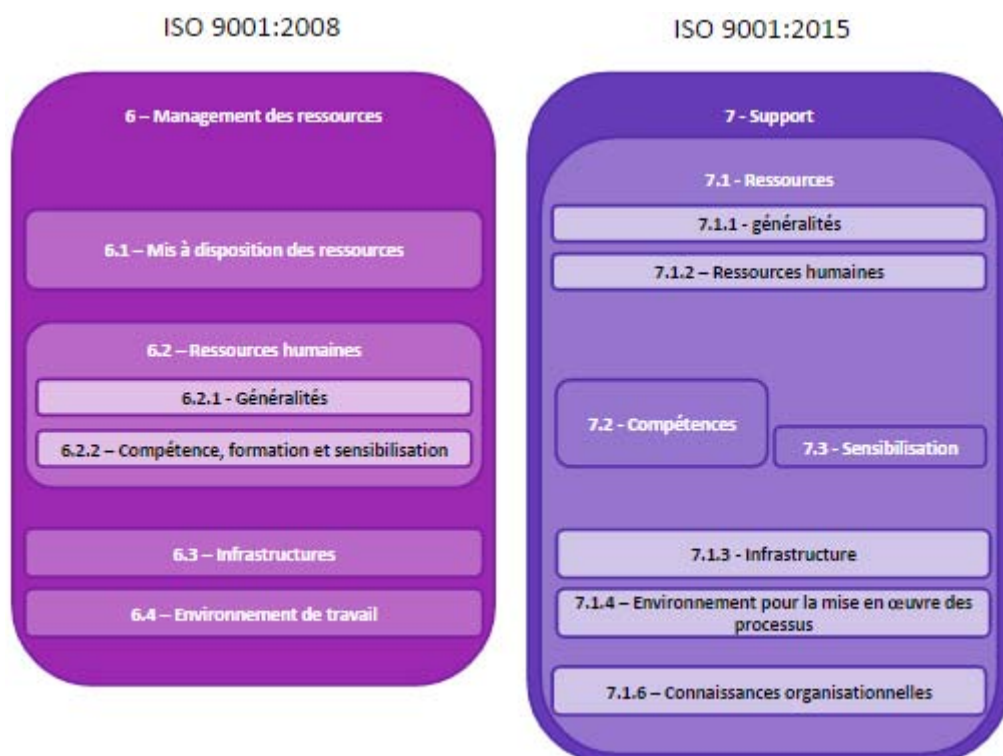 ISO 9001:2008
6 – Management des ressources
6.1 – Mis à disposition des ressources
6.2 – Ressources humaines
6.2.1 - Généralités
6.2.2 – Compétence, formation et sensibilisation
6.3 – Infrastructures
6.4 – Environnement de travail
ISO 9001:2015
7 - Support
7.1 - Ressources
7.1.1 - généralités
7.1.2 – Ressources humaines
7.2 - Compétences
7.3 - Sensibilisation
7.1.3 - Infrastructure
7.1.4 – Environnement pour la mise en œuvre des
processus
7.1.6 – Connaissances organisationnelles